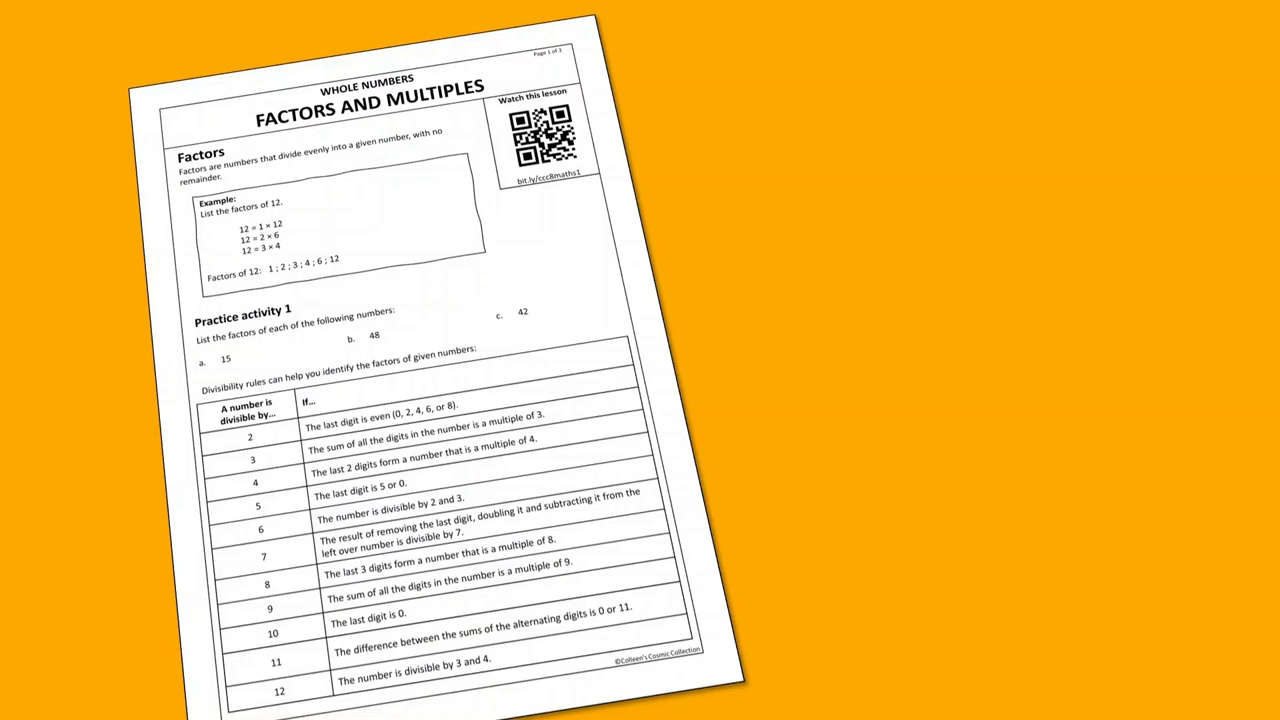 Page 1 of 3
WHOLE NUMBERS
FACTORS AND MULTIPLES
Watch this lesson
bit.ly/ccc8maths1
Factors
Factors are numbers that divide evenly into a given number, with no
remainder.
Example:
List the factors of 12.
12 = 1 × 12
12 = 2 × 6
12 = 3 × 4
Factors of 12: 1 ; 2 ; 3 ; 4 ; 6 ; 12
Practice activity 1
List the factors of each of the following numbers:
a. 15 b. 48 c. 42
Divisibility rules can help you identify the factors of given numbers:
A number is
divisible by... If...
2 The last digit is even (0, 2, 4, 6, or 8).
3 The sum of all the digits in the number is a multiple of 3.
4 The last 2 digits form a number that is a multiple of 4.
5 The last digit is 5 or 0.
6 The number is divisible by 2 and 3.
7 The result of removing the last digit, doubling it and subtracting it from the
left over number is divisible by 7.
8 The last 3 digits form a number that is a multiple of 8.
9 The sum of all the digits in the number is a multiple of 9.
10 The last digit is 0.
11 The difference between the sums of the alternating digits is 0 or 11.
12 The number is divisible by 3 and 4.
©Colleen's Cosmic Collection